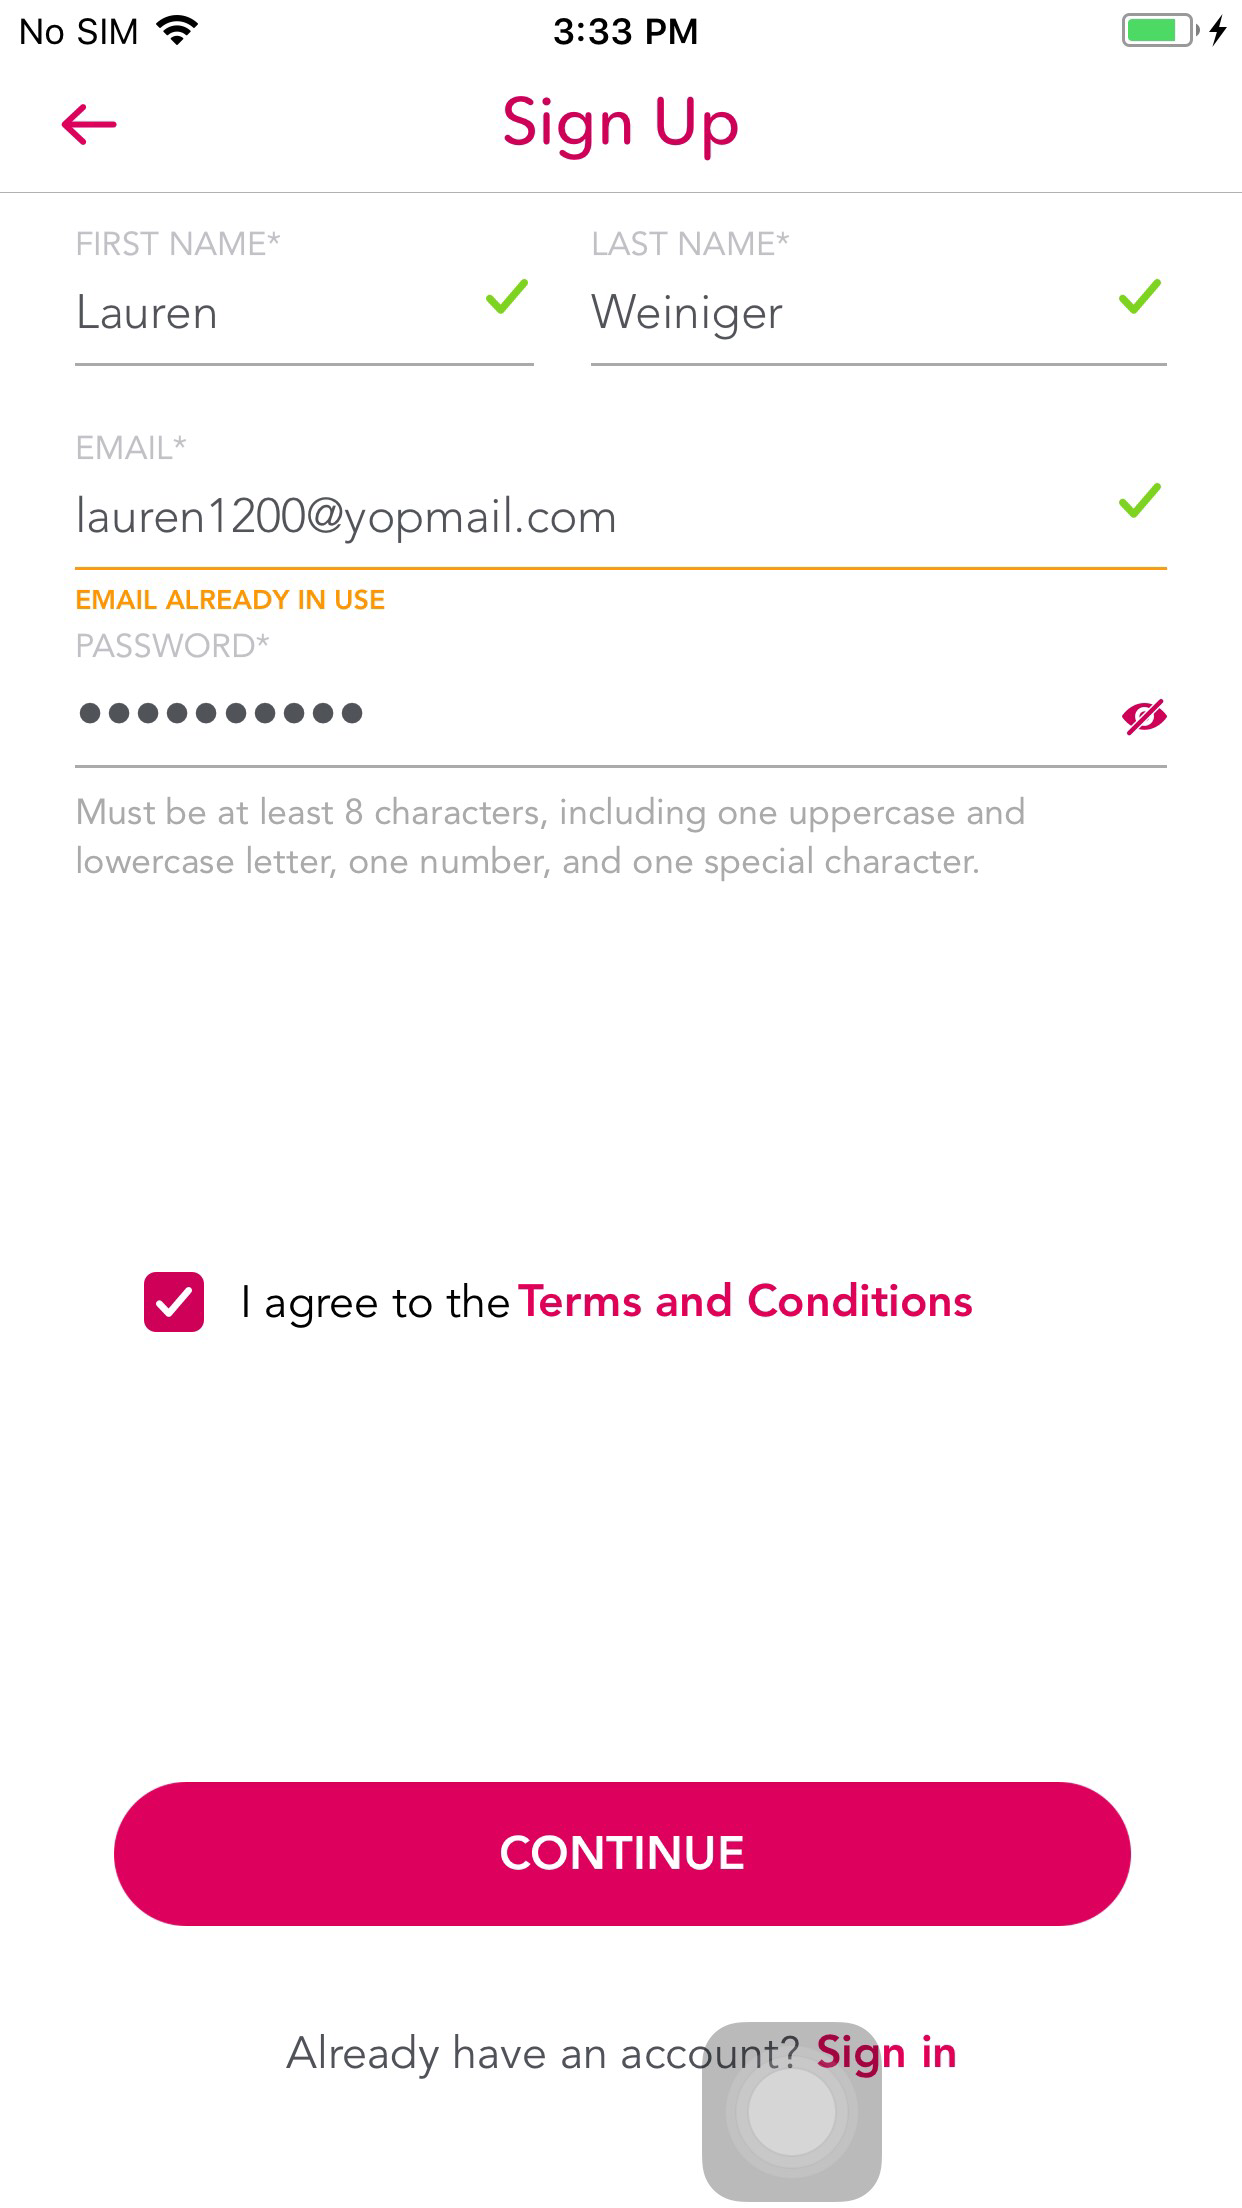 No SIM 3:33 PM
Sign Up
FIRST NAME* LAST NAME*
Lauren Weiniger
EMAIL*
lauren1200@yopmail.com
EMAIL ALREADY IN USE
PASSWORD*
Must be at least 8 characters, including one uppercase and
lowercase letter, one number, and one special character.
I agree to the Terms and Conditions
CONTINUE
Already have an account? Sign in